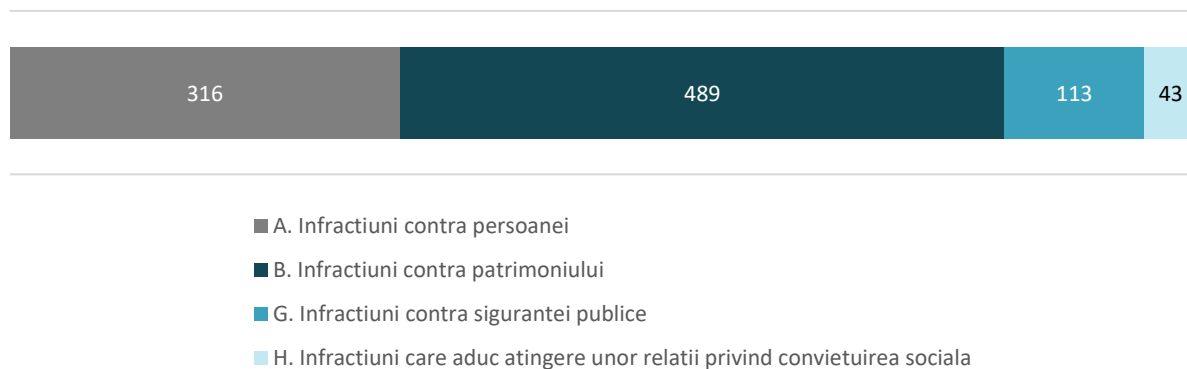 316 489 113 43
A. Infractiuni contra persoanei
B. Infractiuni contra patrimoniului
G. Infractiuni contra sigurantei publice
H. Infractiuni care aduc atingere unor relatii privind convietuirea sociala